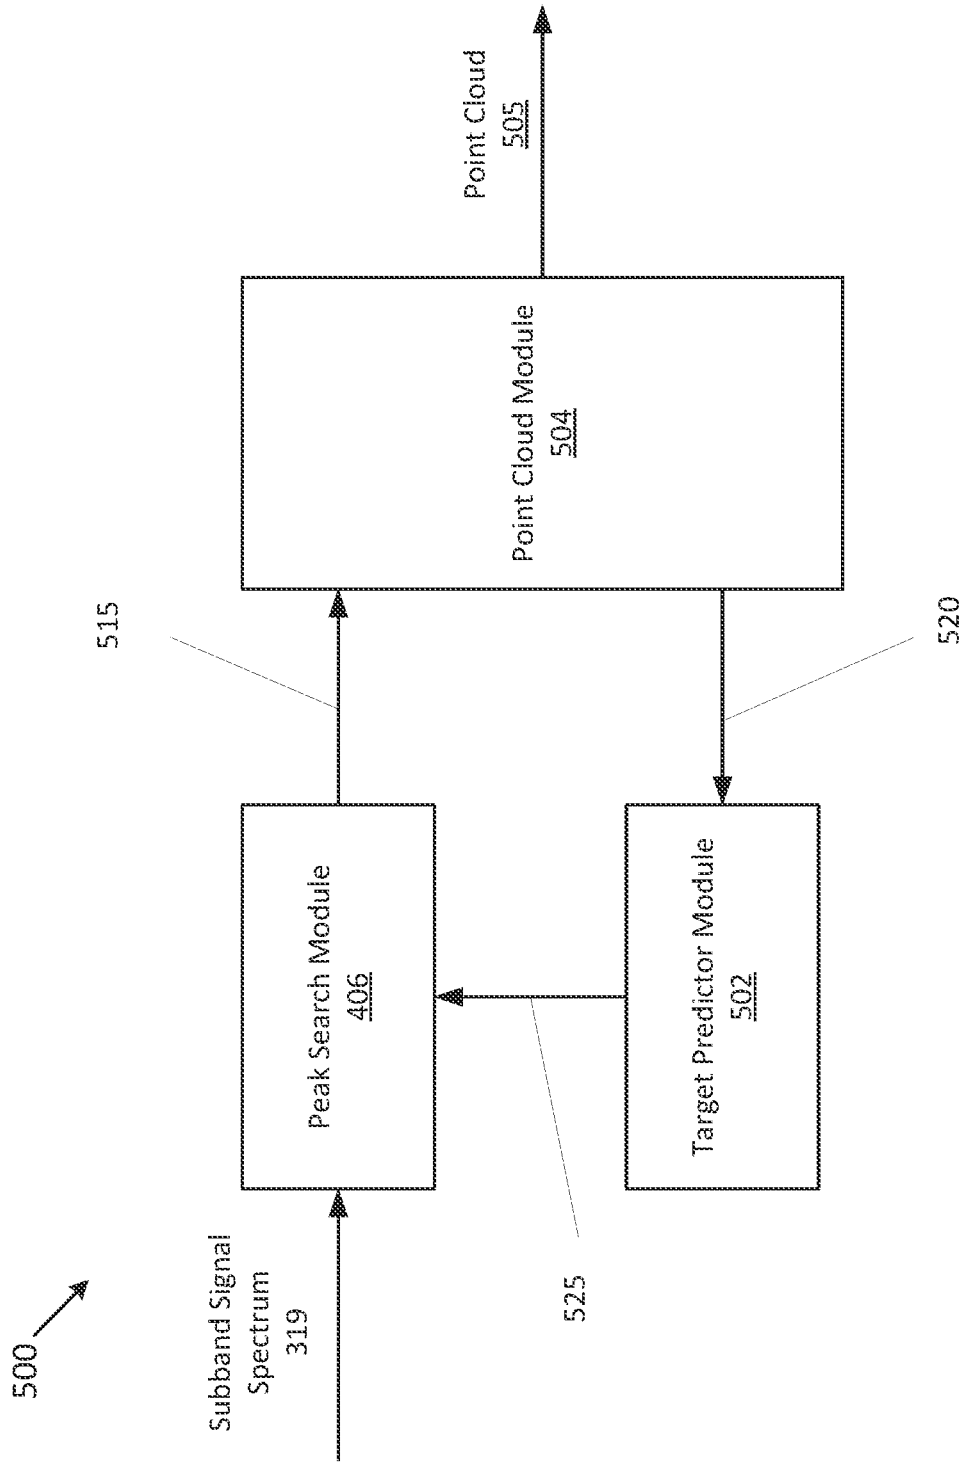 500
Subband Signal
Spectrum
319
Peak Search Module
406
515
Point Cloud Module
504
Point Cloud
505
525
Target Predictor Module
502
520